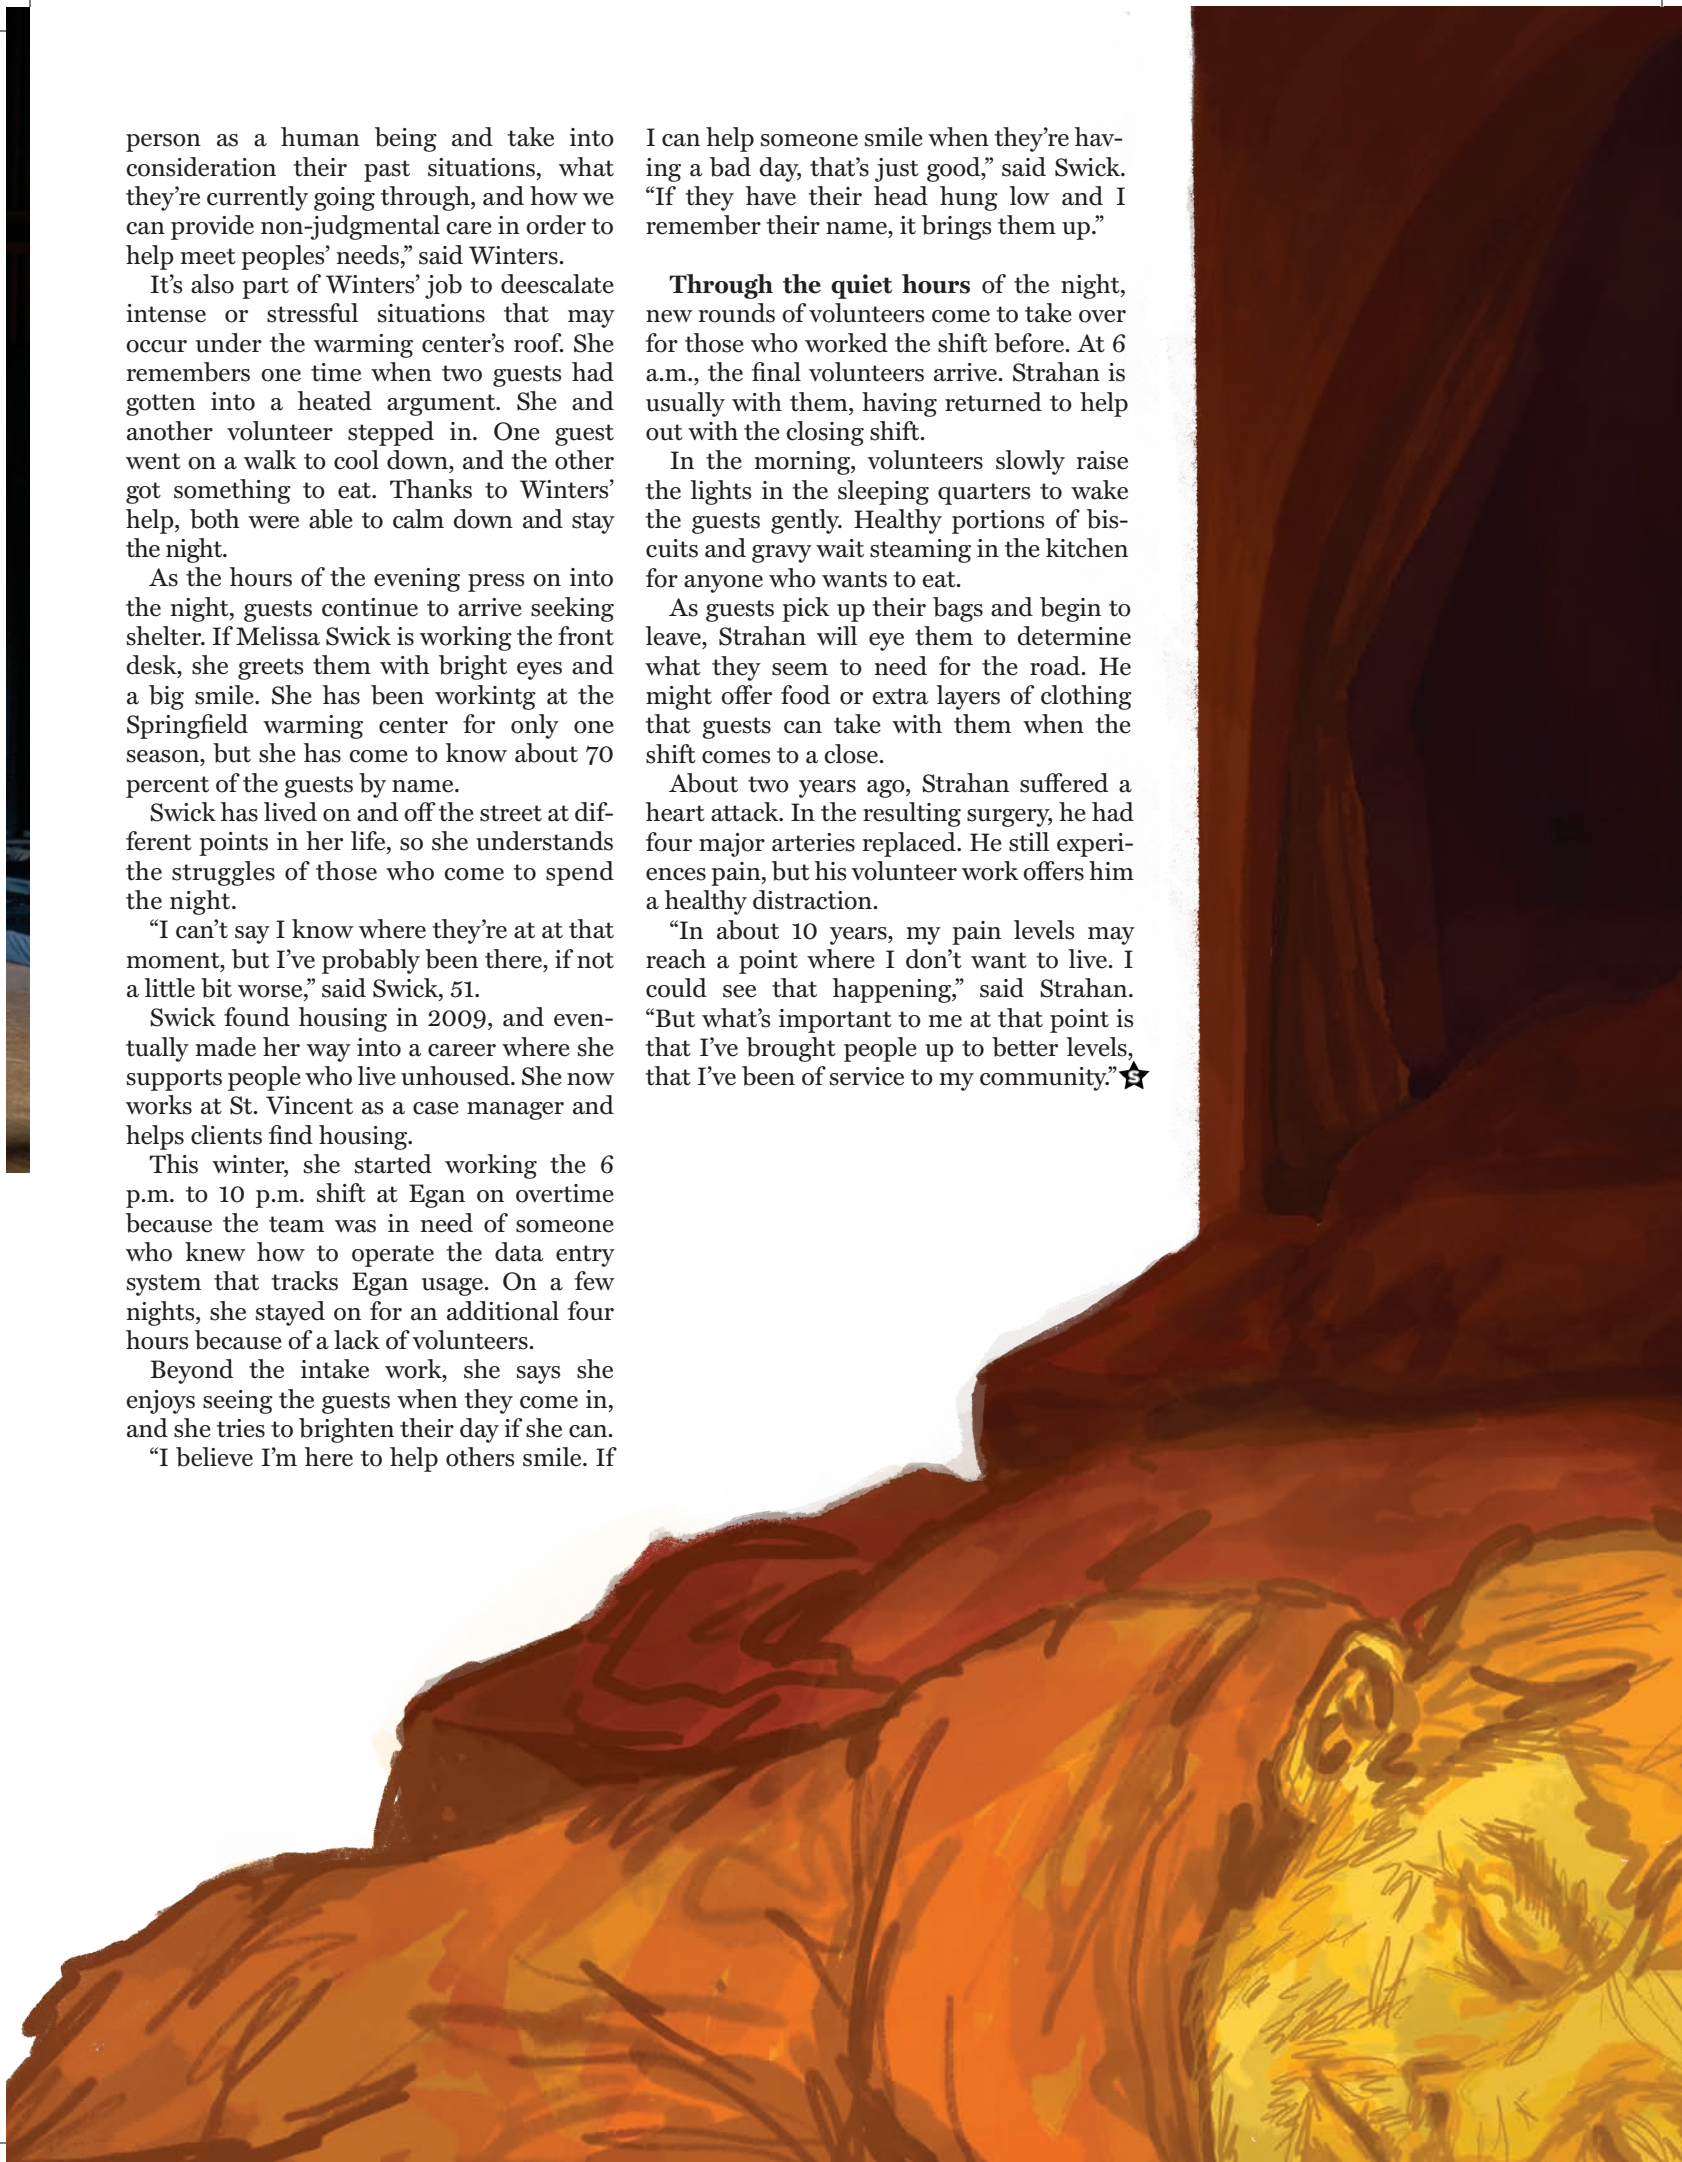 person as a human being and take into
consideration their past situations, what
they’re currently going through, and how we
can provide non-judgmental care in order to
help meet peoples’ needs,” said Winters.
It’s also part of Winters’ job to deescalate
intense or stressful situations that may
occur under the warming center’s roof. She
remembers one time when two guests had
gotten into a heated argument. She and
another volunteer stepped in. One guest
went on a walk to cool down, and the other
got something to eat. Thanks to Winters’
help, both were able to calm down and stay
the night.
As the hours of the evening press on into
the night, guests continue to arrive seeking
shelter. If Melissa Swick is working the front
desk, she greets them with bright eyes and
a big smile. She has been workintg at the
Springfield warming center for only one
season, but she has come to know about 70
percent of the guests by name.
Swick has lived on and off the street at dif-
ferent points in her life, so she understands
the struggles of those who come to spend
the night.
“I can’t say I know where they’re at at that
moment, but I’ve probably been there, if not
a little bit worse,” said Swick, 51.
Swick found housing in 2009, and even-
tually made her way into a career where she
supports people who live unhoused. She now
works at St. Vincent as a case manager and
helps clients find housing.
This winter, she started working the 6
p.m. to 10 p.m. shift at Egan on overtime
because the team was in need of someone
who knew how to operate the data entry
system that tracks Egan usage. On a few
nights, she stayed on for an additional four
hours because of a lack of volunteers.
Beyond the intake work, she says she
enjoys seeing the guests when they come in,
and she tries to brighten their day if she can.
“I believe I’m here to help others smile. If
I can help someone smile when they’re hav-
ing a bad day, that’s just good,” said Swick.
“If they have their head hung low and I
remember their name, it brings them up.”
Through the quiet hours of the night,
new rounds of volunteers come to take over
for those who worked the shift before. At 6
a.m., the final volunteers arrive. Strahan is
usually with them, having returned to help
out with the closing shift.
In the morning, volunteers slowly raise
the lights in the sleeping quarters to wake
the guests gently. Healthy portions of bis-
cuits and gravy wait steaming in the kitchen
for anyone who wants to eat.
As guests pick up their bags and begin to
leave, Strahan will eye them to determine
what they seem to need for the road. He
might offer food or extra layers of clothing
that guests can take with them when the
shift comes to a close.
About two years ago, Strahan suffered a
heart attack. In the resulting surgery, he had
four major arteries replaced. He still experi-
ences pain, but his volunteer work offers him
a healthy distraction.
“In about 10 years, my pain levels may
reach a point where I don’t want to live. I
could see that happening,” said Strahan.
“But what’s important to me at that point is
that I’ve brought people up to better levels,
that I’ve been of service to my community.” S